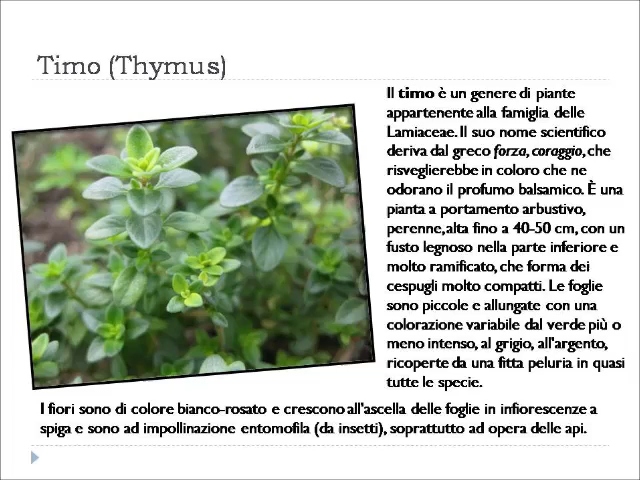 Timo (Thymus)
Il timo è un genere di piante
appartenente alla famiglia delle
Lamiaceae. Il suo nome scientifico
deriva dal greco forza, coraggio, che
risveglierebbe in coloro che ne
odorano il profumo balsamico. È una
pianta a portamento arbustivo,
perenne, alta fino a 40-50 cm, con un
fusto legnoso nella parte inferiore e
molto ramificato, che forma dei
cespugli molto compatti. Le foglie
sono piccole e allungate con una
colorazione variabile dal verde più o
meno intenso, al grigio, all'argento,
ricoperte da una fitta peluria in quasi
tutte le specie.
I fiori sono di colore bianco-rosato e crescono all'ascella delle foglie in infiorescenze a
spiga e sono ad impollinazione entomofila (da insetti), soprattutto ad opera delle api.